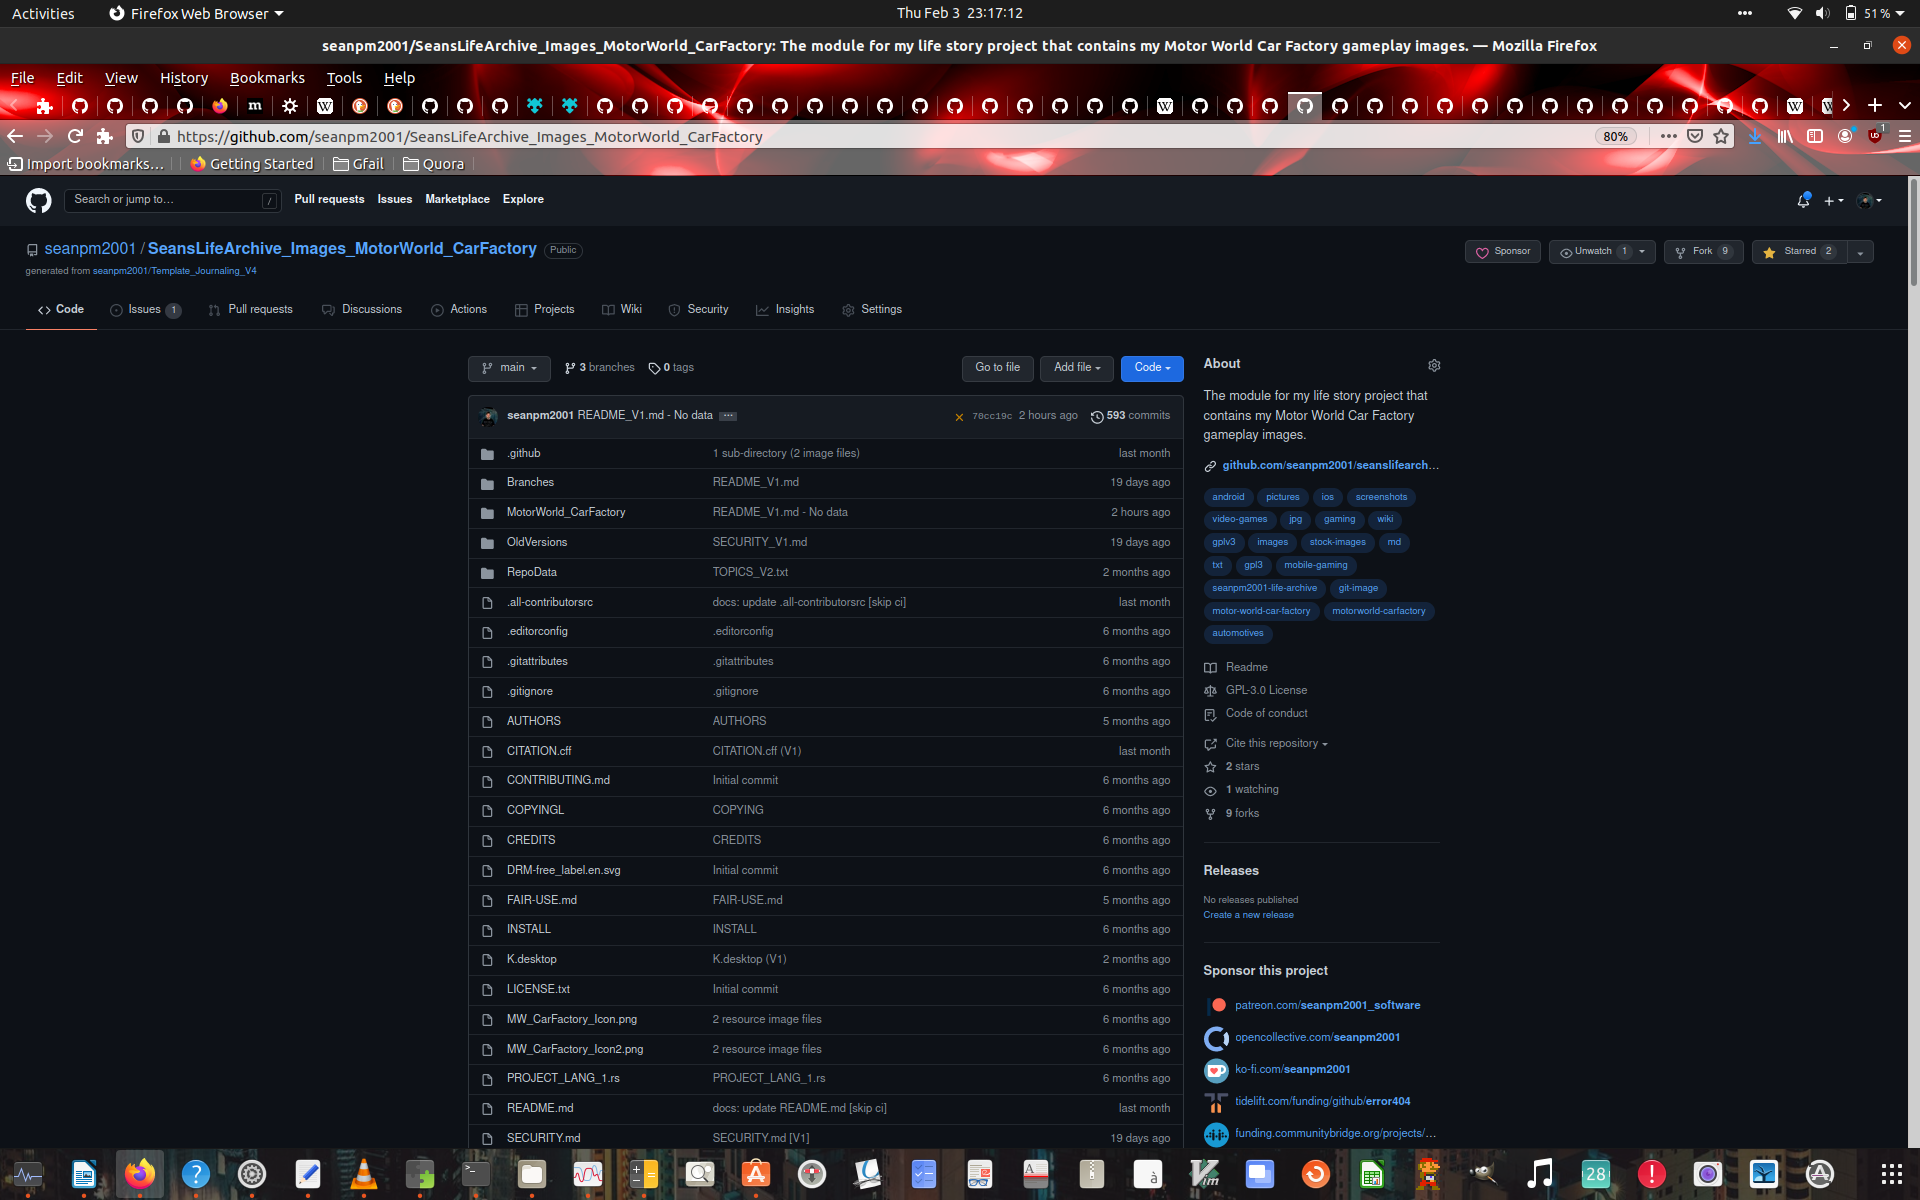 Activities
Firefox Web Browser
Thu Feb 3 23:17:12
51 %
seanpm2001/SeansLifeArchive_Images_MotorWorld_CarFactory: The module for my life story project that contains my Motor World Car Factory gameplay images. — Mozilla Firefox
File Edit View History Bookmarks Tools Help
https://github.com/seanpm2001/SeansLifeArchive_Images_MotorWorld_CarFactory
80%
1
Import bookmarks... Getting Started Gfail Quora
Search or jump to... /
Pull requests Issues Marketplace Explore
seanpm2001 / SeansLifeArchive_Images_MotorWorld_CarFactory Public
generated from seanpm2001/Template_Journaling_V4
Sponsor Unwatch 1 Fork 9 Starred 2
Code Issues 1 Pull requests Discussions Actions Projects Wiki Security Insights Settings
main 3 branches 0 tags
Go to file Add file Code
seanpm2001 README_V1.md - No data ... 70cc19c 2 hours ago 593 commits
.github 1 sub-directory (2 image files) last month
Branches README_V1.md 19 days ago
MotorWorld_CarFactory README_V1.md - No data 2 hours ago
OldVersions SECURITY_V1.md 19 days ago
RepoData TOPICS_V2.txt 2 months ago
.all-contributorsrc docs: update .all-contributorsrc [skip ci] last month
.editorconfig .editorconfig 6 months ago
.gitattributes .gitattributes 6 months ago
.gitignore .gitignore 6 months ago
AUTHORS AUTHORS 5 months ago
CITATION.cff CITATION.cff (V1) last month
CONTRIBUTING.md Initial commit 6 months ago
COPYINGL COPYING 6 months ago
CREDITS CREDITS 6 months ago
DRM-free_label.en.svg Initial commit 6 months ago
FAIR-USE.md FAIR-USE.md 5 months ago
INSTALL INSTALL 6 months ago
K.desktop K.desktop (V1) 2 months ago
LICENSE.txt Initial commit 6 months ago
MW_CarFactory_Icon.png 2 resource image files 6 months ago
MW_CarFactory_Icon2.png 2 resource image files 6 months ago
PROJECT_LANG_1.rs PROJECT_LANG_1.rs 6 months ago
README.md docs: update README.md [skip ci] last month
SECURITY.md SECURITY.md [V1] 19 days ago
About
The module for my life story project that
contains my Motor World Car Factory
gameplay images.
github.com/seanpm2001/seanslifearch...
android pictures ios screenshots
video-games jpg gaming wiki
gplv3 images stock-images md
txt gpl3 mobile-gaming
seanpm2001-life-archive git-image
motor-world-car-factory motorworld-carfactory
automotives
Readme
GPL-3.0 License
Code of conduct
Cite this repository
2 stars
1 watching
9 forks
Releases
No releases published
Create a new release
Sponsor this project
patreon.com/seanpm2001_software
opencollective.com/seanpm2001
ko-fi.com/seanpm2001
tidelift.com/funding/github/error404
funding.communitybridge.org/projects/...
28